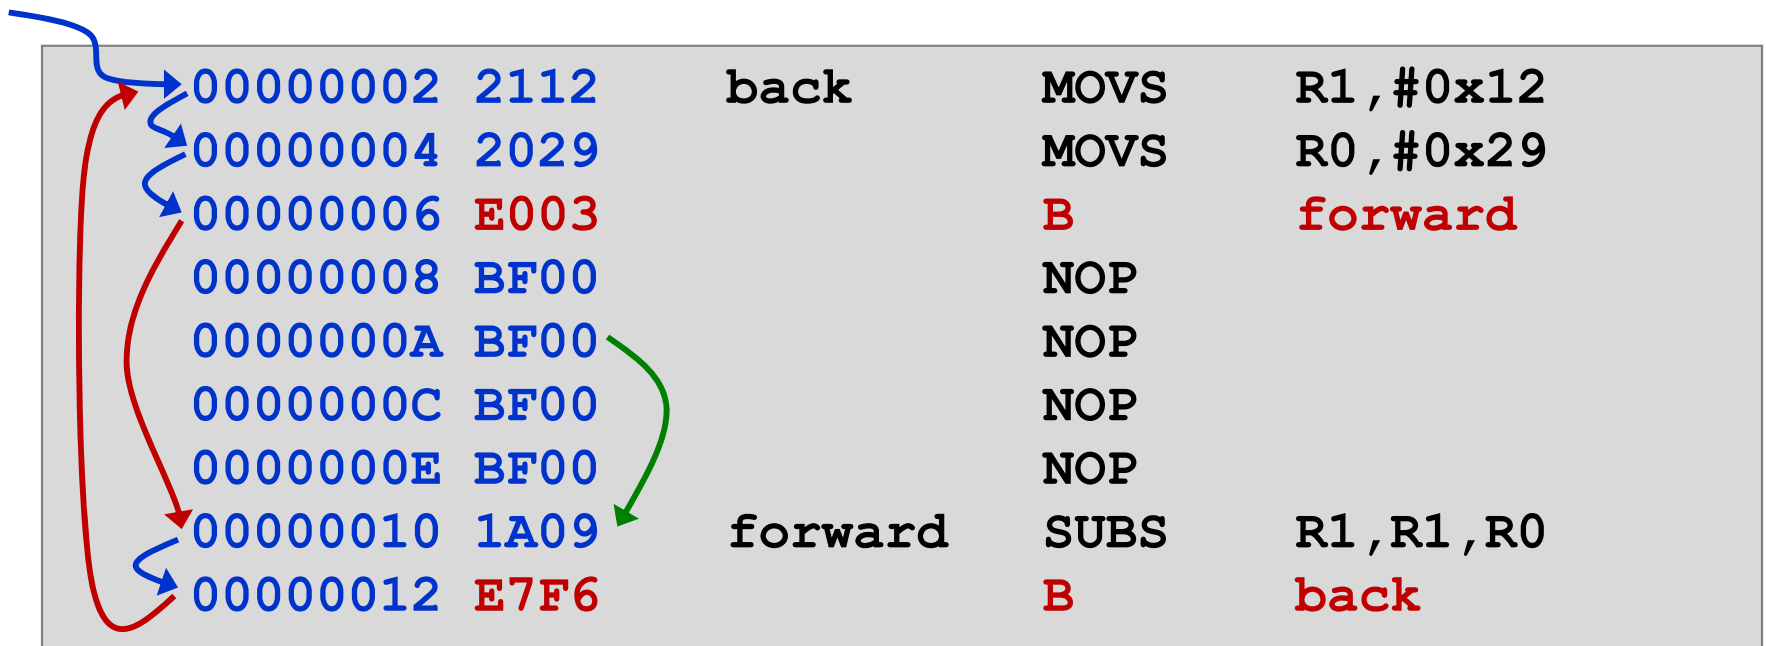 00000002 2112 back MOVS R1,#0x12
00000004 2029 MOVS R0,#0x29
00000006 E003 B forward
00000008 BF00 NOP
0000000A BF00 NOP
0000000C BF00 NOP
0000000E BF00 NOP
00000010 1A09 forward SUBS R1,R1,R0
00000012 E7F6 B back